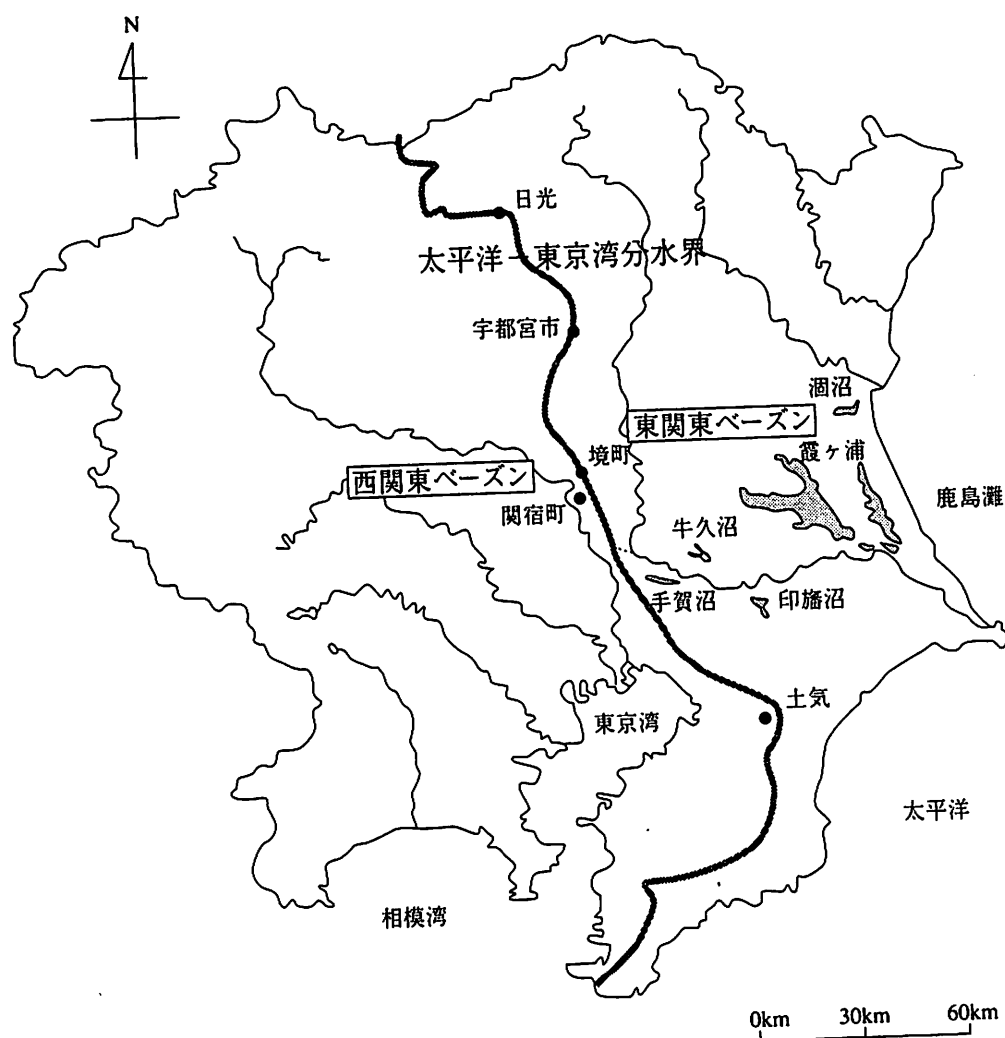 N
日光
太平洋－東京湾分水界
宇都宮市
涸沼
東関東ベーズン
霞ヶ浦
境町
西関東ベーズン
鹿島灘
関宿町
牛久沼
手賀沼
印旛沼
土気
東京湾
太平洋
相模湾
0km 30km 60km